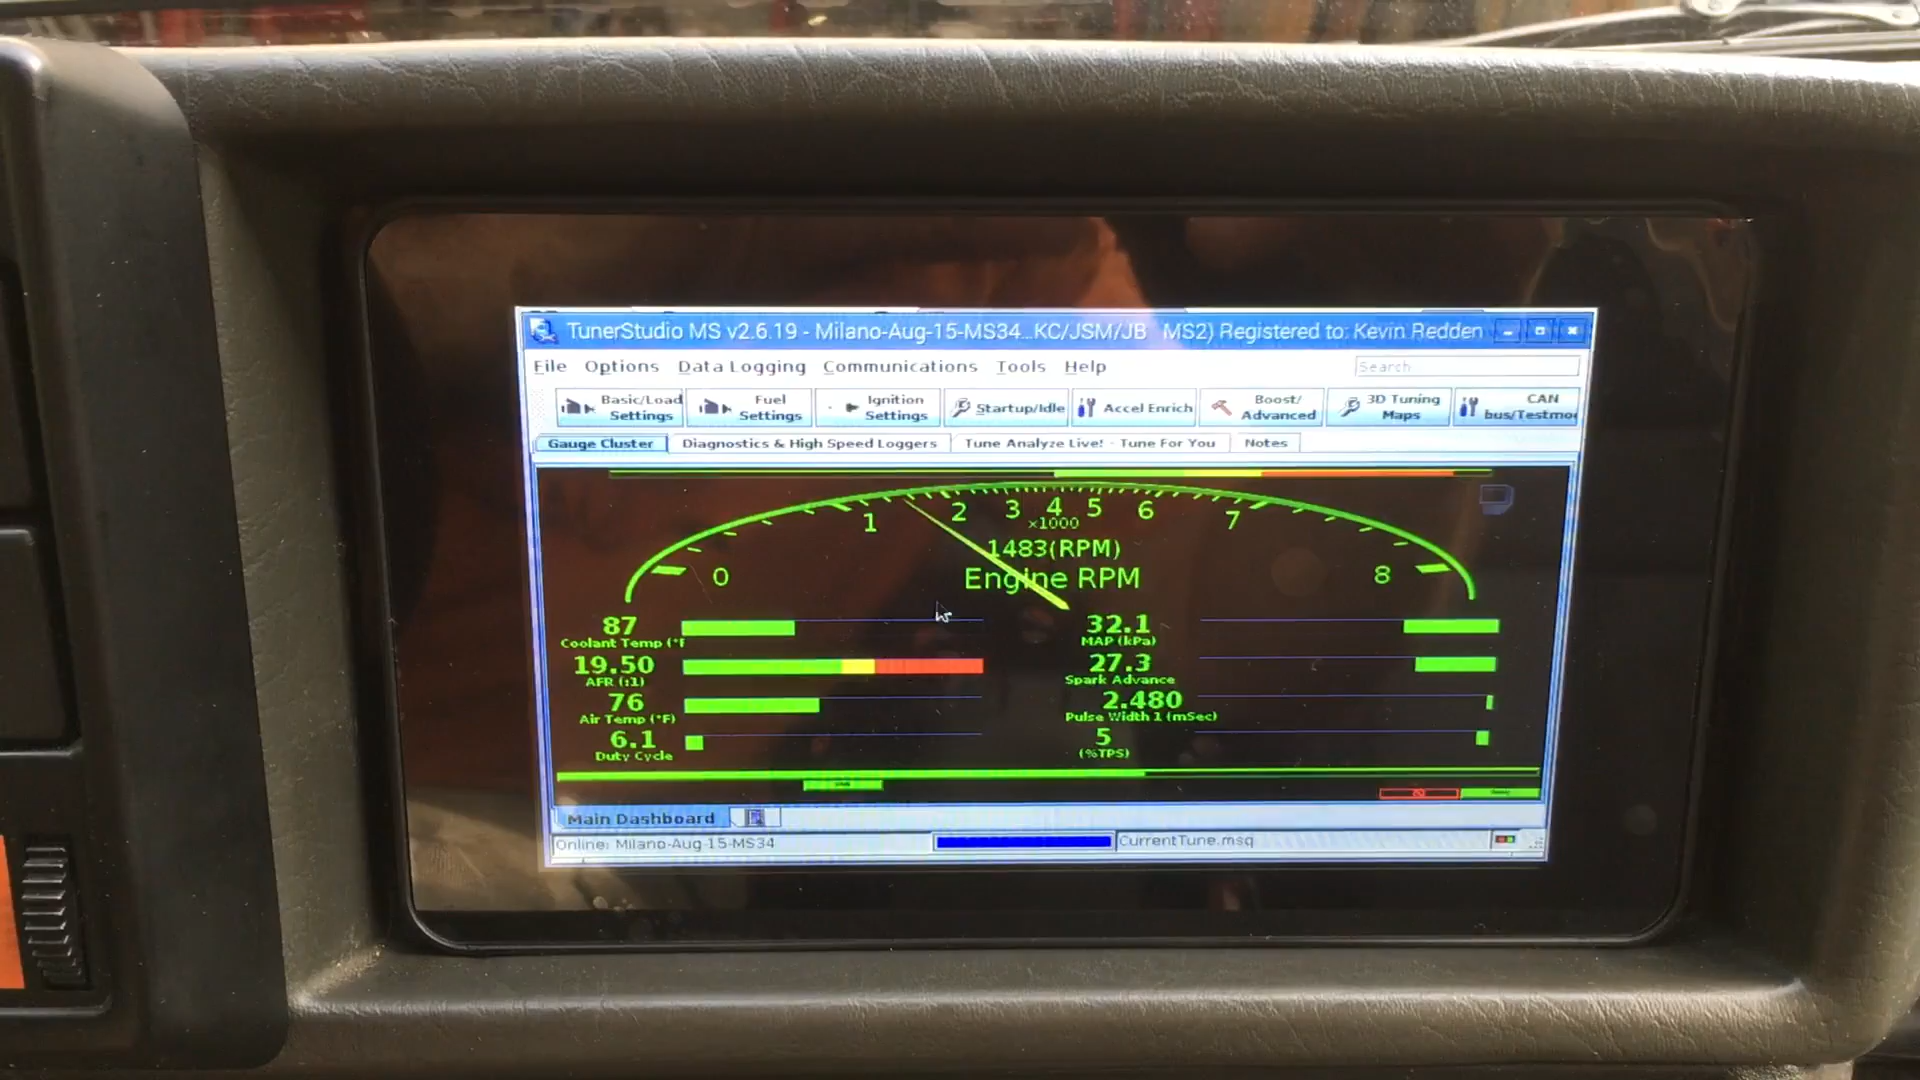 TunerStudio MS v2.6.19 - Milano-Aug-15-MS34...KC/JSM/JB MS2) Registered to: Kevin Redden
File Options Data Logging Communications Tools Help
Search
Basic/Load Settings
Fuel Settings
Ignition Settings
Startup/Idle
Accel Enrich
Boost/ Advanced
3D Tuning Maps
CAN bus/Testmo
Gauge Cluster
Diagnostics & High Speed Loggers
Tune Analyze Live! - Tune For You
Notes
0 1 2 3 4 5 6 7 8
x1000
1483(RPM)
Engine RPM
87
Coolant Temp (°F
19.50
AFR (:1)
76
Air Temp (°F)
6.1
Duty Cycle
32.1
MAP (kPa)
27.3
Spark Advance
2.480
Pulse Width 1 (mSec)
5
(%TPS)
Main Dashboard
Online: Milano-Aug-15-MS34
CurrentTune.msq